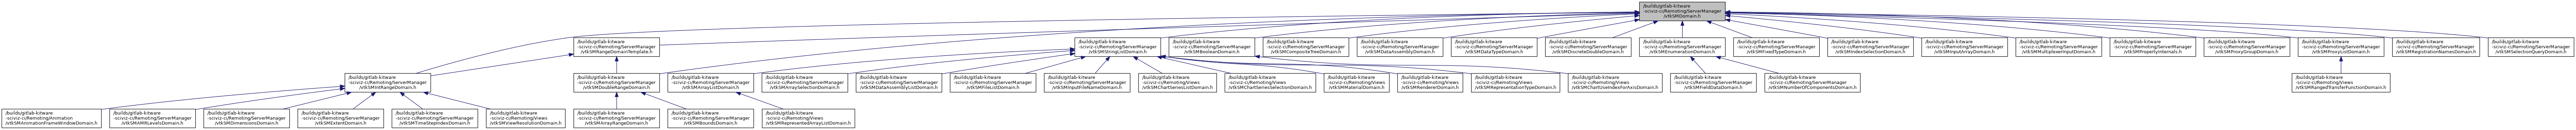 /builds/gitlab-kitware
-sciviz-ci/Remoting/ServerManager
/vtkSMDomain.h
/builds/gitlab-kitware
-sciviz-ci/Remoting/ServerManager
/vtkSMRangeDomainTemplate.h
/builds/gitlab-kitware
-sciviz-ci/Remoting/ServerManager
/vtkSMStringListDomain.h
/builds/gitlab-kitware
-sciviz-ci/Remoting/ServerManager
/vtkSMBooleanDomain.h
/builds/gitlab-kitware
-sciviz-ci/Remoting/ServerManager
/vtkSMCompositeTreeDomain.h
/builds/gitlab-kitware
-sciviz-ci/Remoting/ServerManager
/vtkSMDataAssemblyDomain.h
/builds/gitlab-kitware
-sciviz-ci/Remoting/ServerManager
/vtkSMDataTypeDomain.h
/builds/gitlab-kitware
-sciviz-ci/Remoting/ServerManager
/vtkSMDiscreteDoubleDomain.h
/builds/gitlab-kitware
-sciviz-ci/Remoting/ServerManager
/vtkSMEnumerationDomain.h
/builds/gitlab-kitware
-sciviz-ci/Remoting/ServerManager
/vtkSMFixedTypeDomain.h
/builds/gitlab-kitware
-sciviz-ci/Remoting/ServerManager
/vtkSMIndexSelectionDomain.h
/builds/gitlab-kitware
-sciviz-ci/Remoting/ServerManager
/vtkSMInputArrayDomain.h
/builds/gitlab-kitware
-sciviz-ci/Remoting/ServerManager
/vtkSMMultiplexerInputDomain.h
/builds/gitlab-kitware
-sciviz-ci/Remoting/ServerManager
/vtkSMPropertyInternals.h
/builds/gitlab-kitware
-sciviz-ci/Remoting/ServerManager
/vtkSMProxyGroupDomain.h
/builds/gitlab-kitware
-sciviz-ci/Remoting/ServerManager
/vtkSMProxyListDomain.h
/builds/gitlab-kitware
-sciviz-ci/Remoting/ServerManager
/vtkSMRegistrationNamesDomain.h
/builds/gitlab-kitware
-sciviz-ci/Remoting/ServerManager
/vtkSMSelectionQueryDomain.h
/builds/gitlab-kitware
-sciviz-ci/Remoting/ServerManager
/vtkSMIntRangeDomain.h
/builds/gitlab-kitware
-sciviz-ci/Remoting/ServerManager
/vtkSMDoubleRangeDomain.h
/builds/gitlab-kitware
-sciviz-ci/Remoting/ServerManager
/vtkSMArrayListDomain.h
/builds/gitlab-kitware
-sciviz-ci/Remoting/ServerManager
/vtkSMArraySelectionDomain.h
/builds/gitlab-kitware
-sciviz-ci/Remoting/ServerManager
/vtkSMDataAssemblyListDomain.h
/builds/gitlab-kitware
-sciviz-ci/Remoting/ServerManager
/vtkSMFileListDomain.h
/builds/gitlab-kitware
-sciviz-ci/Remoting/ServerManager
/vtkSMInputFileNameDomain.h
/builds/gitlab-kitware
-sciviz-ci/Remoting/Views
/vtkSMChartSeriesListDomain.h
/builds/gitlab-kitware
-sciviz-ci/Remoting/Views
/vtkSMChartSeriesSelectionDomain.h
/builds/gitlab-kitware
-sciviz-ci/Remoting/Views
/vtkSMMaterialDomain.h
/builds/gitlab-kitware
-sciviz-ci/Remoting/Views
/vtkSMRendererDomain.h
/builds/gitlab-kitware
-sciviz-ci/Remoting/Views
/vtkSMRepresentationTypeDomain.h
/builds/gitlab-kitware
-sciviz-ci/Remoting/Views
/vtkSMChartUseIndexForAxisDomain.h
/builds/gitlab-kitware
-sciviz-ci/Remoting/ServerManager
/vtkSMFieldDataDomain.h
/builds/gitlab-kitware
-sciviz-ci/Remoting/ServerManager
/vtkSMNumberOfComponentsDomain.h
/builds/gitlab-kitware
-sciviz-ci/Remoting/Views
/vtkSMRangedTransferFunctionDomain.h
/builds/gitlab-kitware
-sciviz-ci/Remoting/Animation
/vtkSMAnimationFrameWindowDomain.h
/builds/gitlab-kitware
-sciviz-ci/Remoting/ServerManager
/vtkSMAMRLevelsDomain.h
/builds/gitlab-kitware
-sciviz-ci/Remoting/ServerManager
/vtkSMDimensionsDomain.h
/builds/gitlab-kitware
-sciviz-ci/Remoting/ServerManager
/vtkSMExtentDomain.h
/builds/gitlab-kitware
-sciviz-ci/Remoting/ServerManager
/vtkSMTimeStepIndexDomain.h
/builds/gitlab-kitware
-sciviz-ci/Remoting/Views
/vtkSMViewResolutionDomain.h
/builds/gitlab-kitware
-sciviz-ci/Remoting/ServerManager
/vtkSMArrayRangeDomain.h
/builds/gitlab-kitware
-sciviz-ci/Remoting/ServerManager
/vtkSMBoundsDomain.h
/builds/gitlab-kitware
-sciviz-ci/Remoting/Views
/vtkSMRepresentedArrayListDomain.h